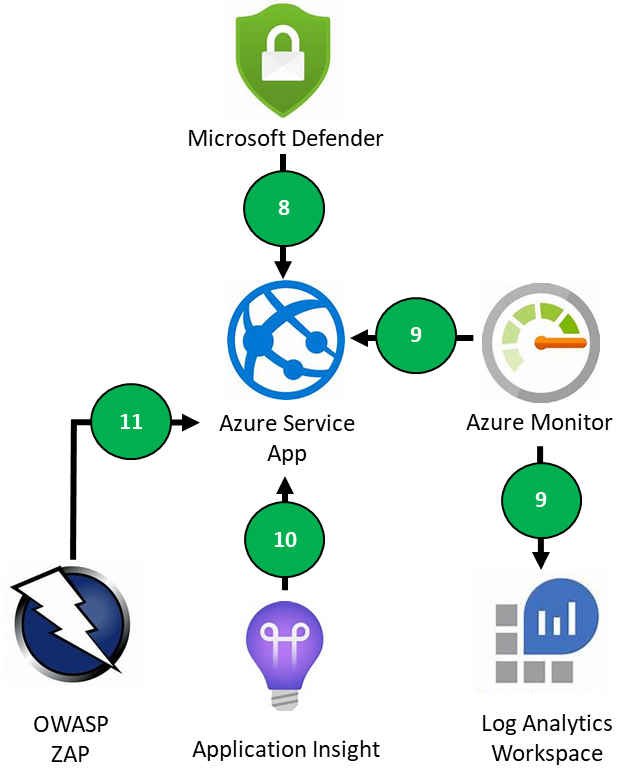 Microsoft Defender
8
9
Azure Service
App
Azure Monitor
11
9
10
OWASP
ZAP
Application Insight
Log Analytics
Workspace